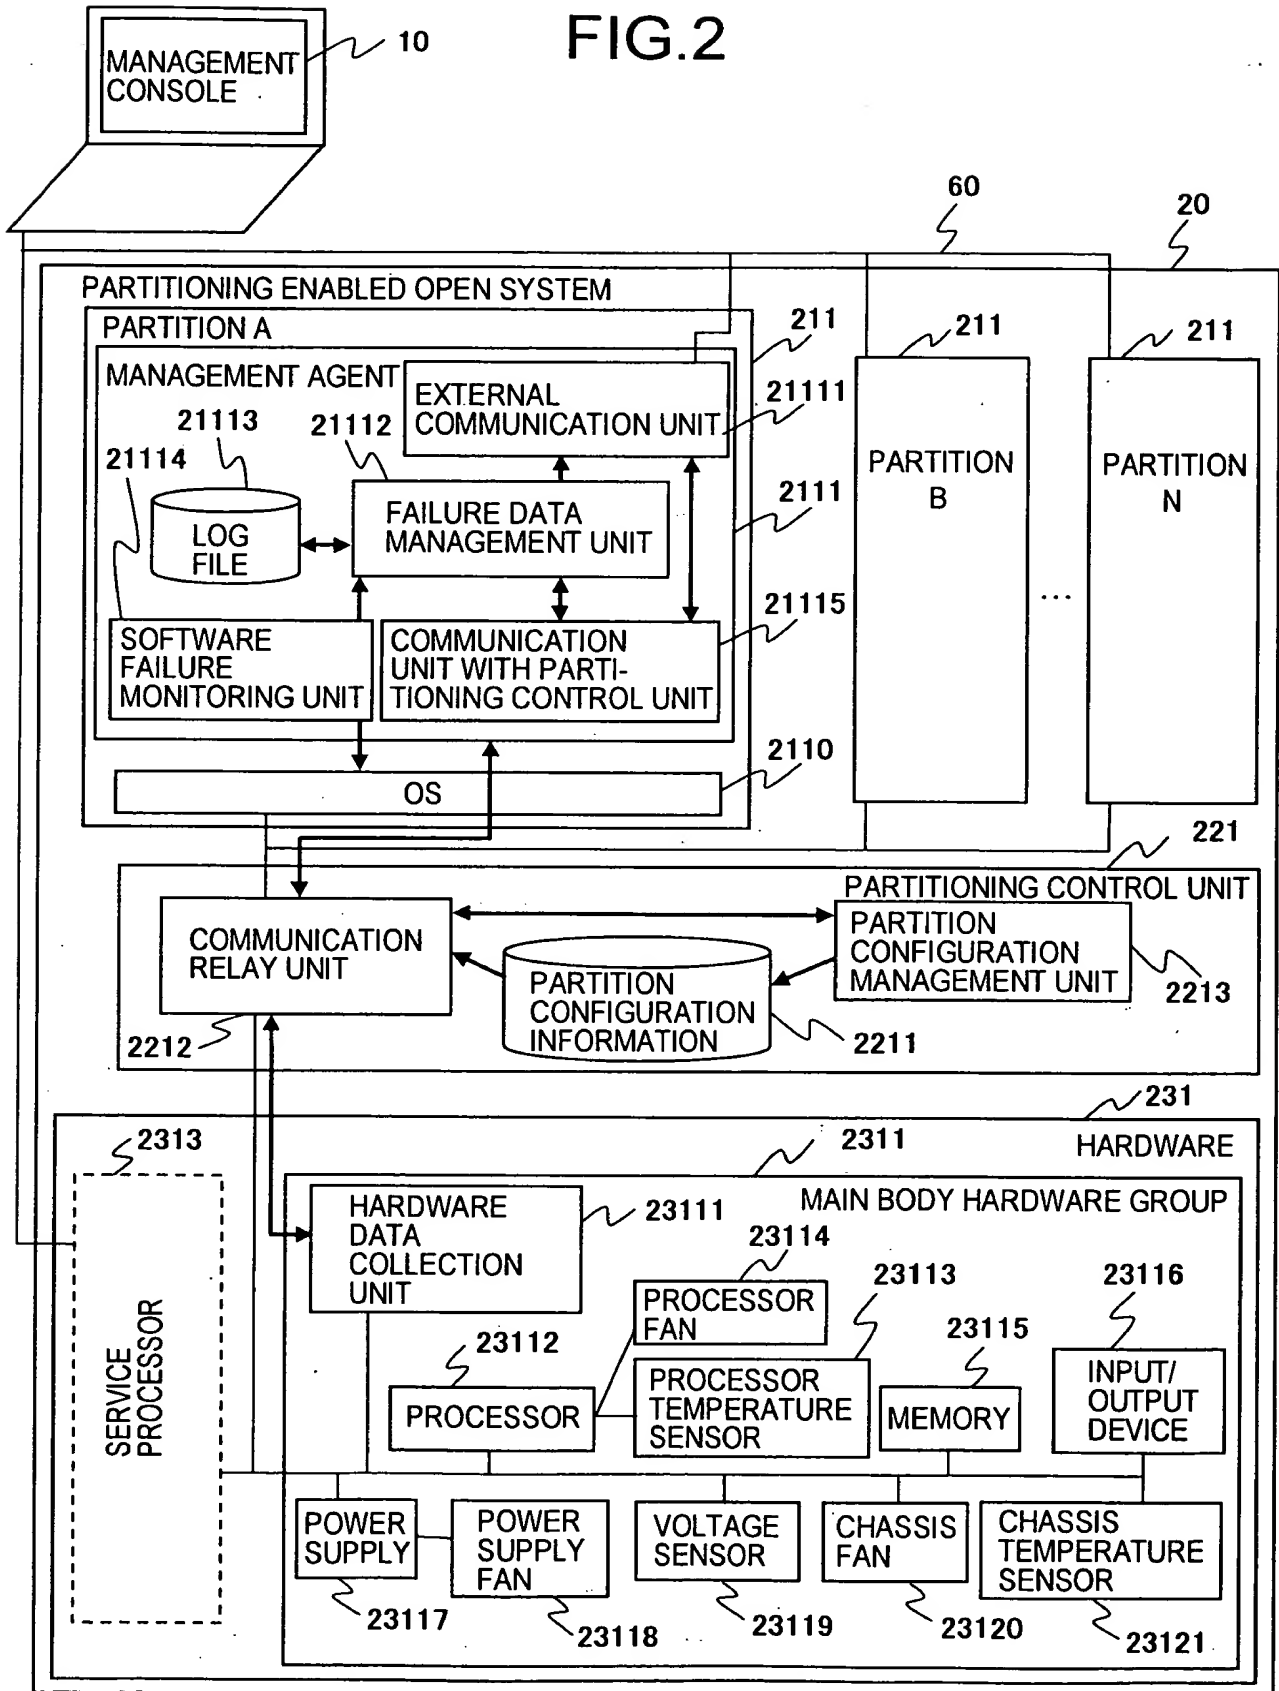 FIG.2
MANAGEMENT
CONSOLE
10
60
20
PARTITIONING ENABLED OPEN SYSTEM
PARTITION A
211
211
211
MANAGEMENT AGENT
EXTERNAL
COMMUNICATION UNIT
21111
21113
21112
21114
PARTITION
B
PARTITION
N
LOG
FILE
FAILURE DATA
MANAGEMENT UNIT
2111
...
21115
SOFTWARE
FAILURE
MONITORING UNIT
COMMUNICATION
UNIT WITH PARTI-
TIONING CONTROL UNIT
2110
OS
221
PARTITIONING CONTROL UNIT
COMMUNICATION
RELAY UNIT
PARTITION
CONFIGURATION
MANAGEMENT UNIT
PARTITION
CONFIGURATION
INFORMATION
2213
2212
2211
231
HARDWARE
2313
2311
MAIN BODY HARDWARE GROUP
HARDWARE
DATA
COLLECTION
UNIT
23111
23114
23113
23116
PROCESSOR
FAN
23112
23115
SERVICE
PROCESSOR
PROCESSOR
PROCESSOR
TEMPERATURE
SENSOR
MEMORY
INPUT/
OUTPUT
DEVICE
POWER
SUPPLY
POWER
SUPPLY
FAN
VOLTAGE
SENSOR
CHASSIS
FAN
CHASSIS
TEMPERATURE
SENSOR
23117
23118
23119
23120
23121